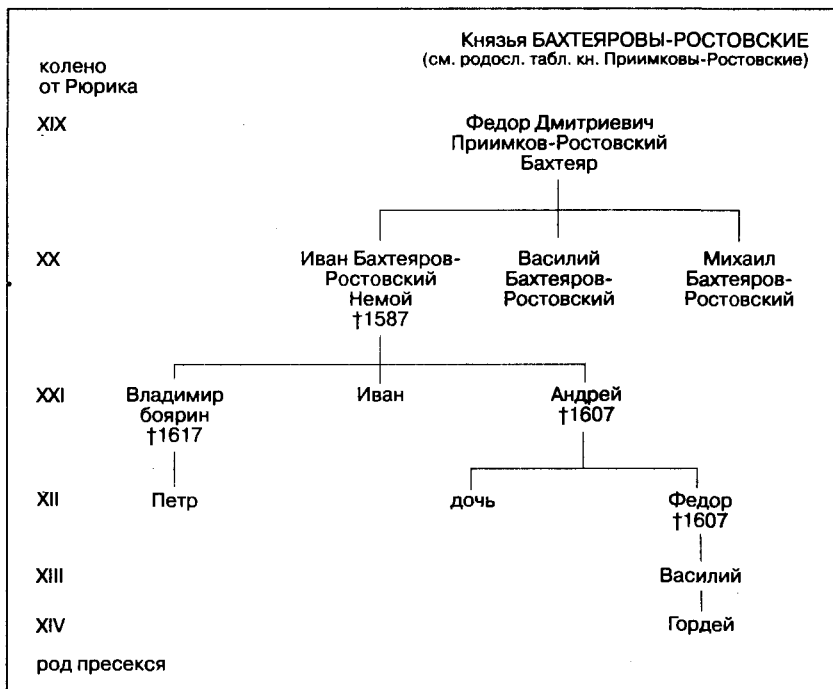 Князья БАХТЕЯРОВЫ-РОСТОВСКИЕ
(см. родосл. табл. кн. Приимковы-Ростовские)
колено
от Рюрика
XIX
Федор Дмитриевич
Приимков-Ростовский
Бахтеяр
XX
Иван Бахтеяров-
Ростовский
Немой
†1587
Василий
Бахтеяров-
Ростовский
Михаил
Бахтеяров-
Ростовский
XXI
Владимир
боярин
†1617
Иван
Андрей
†1607
XII
Петр
дочь
Федор
†1607
XIII
Василий
XIV
Гордей
род пресекся